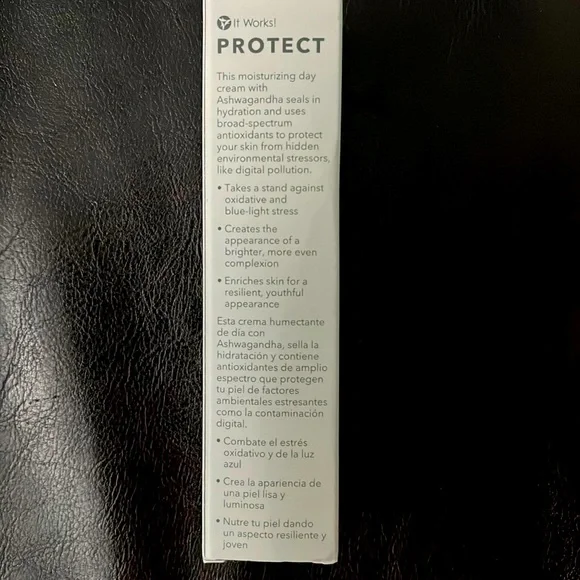 It Works!
PROTECT
This moisturizing day
cream with
Ashwagandha seals in
hydration and uses
broad-spectrum
antioxidants to protect
your skin from hidden
environmental stressors,
like digital pollution.
• Takes a stand against
oxidative and
blue-light stress
• Creates the
appearance of a
brighter, more even
complexion
• Enriches skin for a
resilient, youthful
appearance
Esta crema humectante
de día con
Ashwagandha, sella la
hidratación y contiene
antioxidantes de amplio
espectro que protegen
tu piel de factores
ambientales estresantes
como la contaminación
digital.
• Combate el estrés
oxidativo y de la luz
azul
• Crea la apariencia de
una piel lisa y
luminosa
• Nutre tu piel dando
un aspecto resiliente y
joven